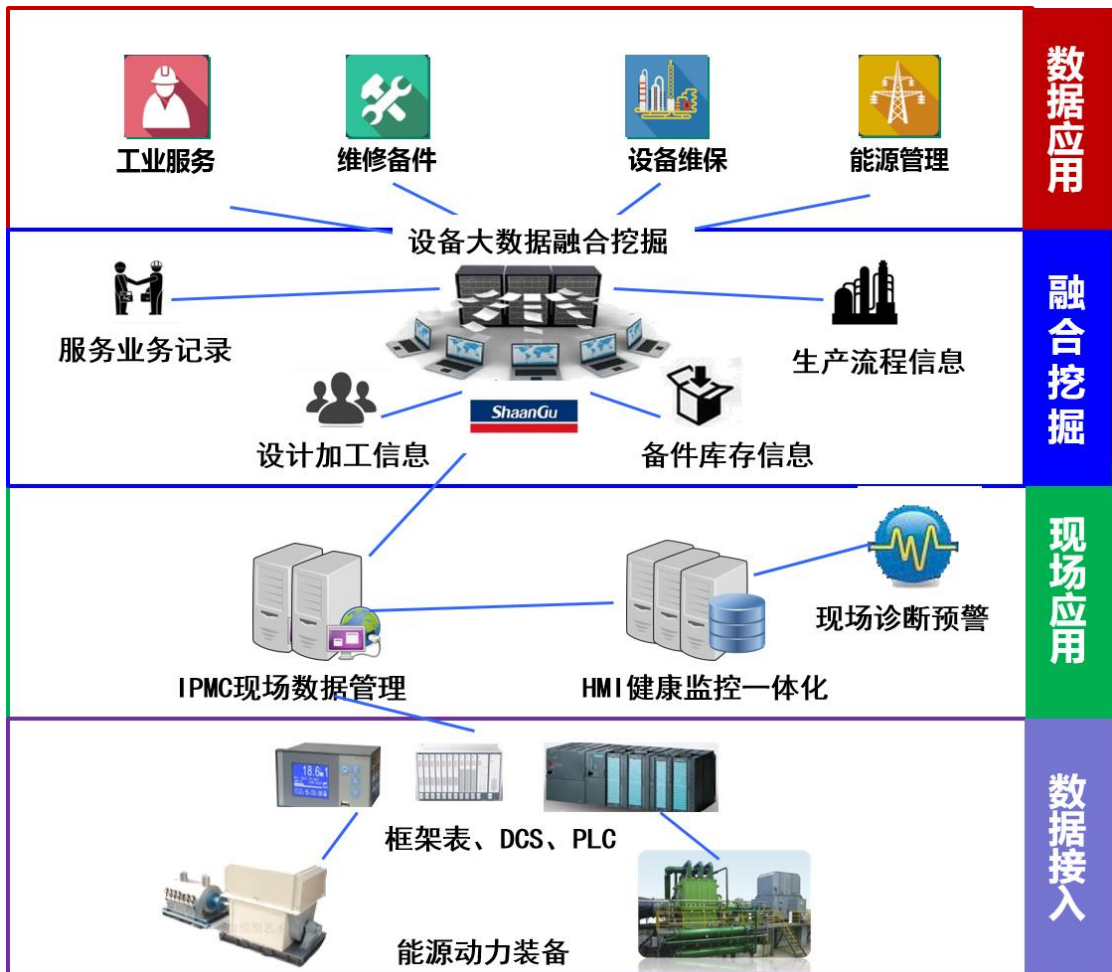 数据应用
工业服务
维修备件
设备维保
能源管理
设备大数据融合挖掘
融合挖掘
服务业务记录
生产流程信息
ShaanGu
设计加工信息
备件库存信息
现场应用
现场诊断预警
IPMC现场数据管理
HMI健康监控一体化
数据接入
18.6
框架表、DCS、PLC
能源动力装备